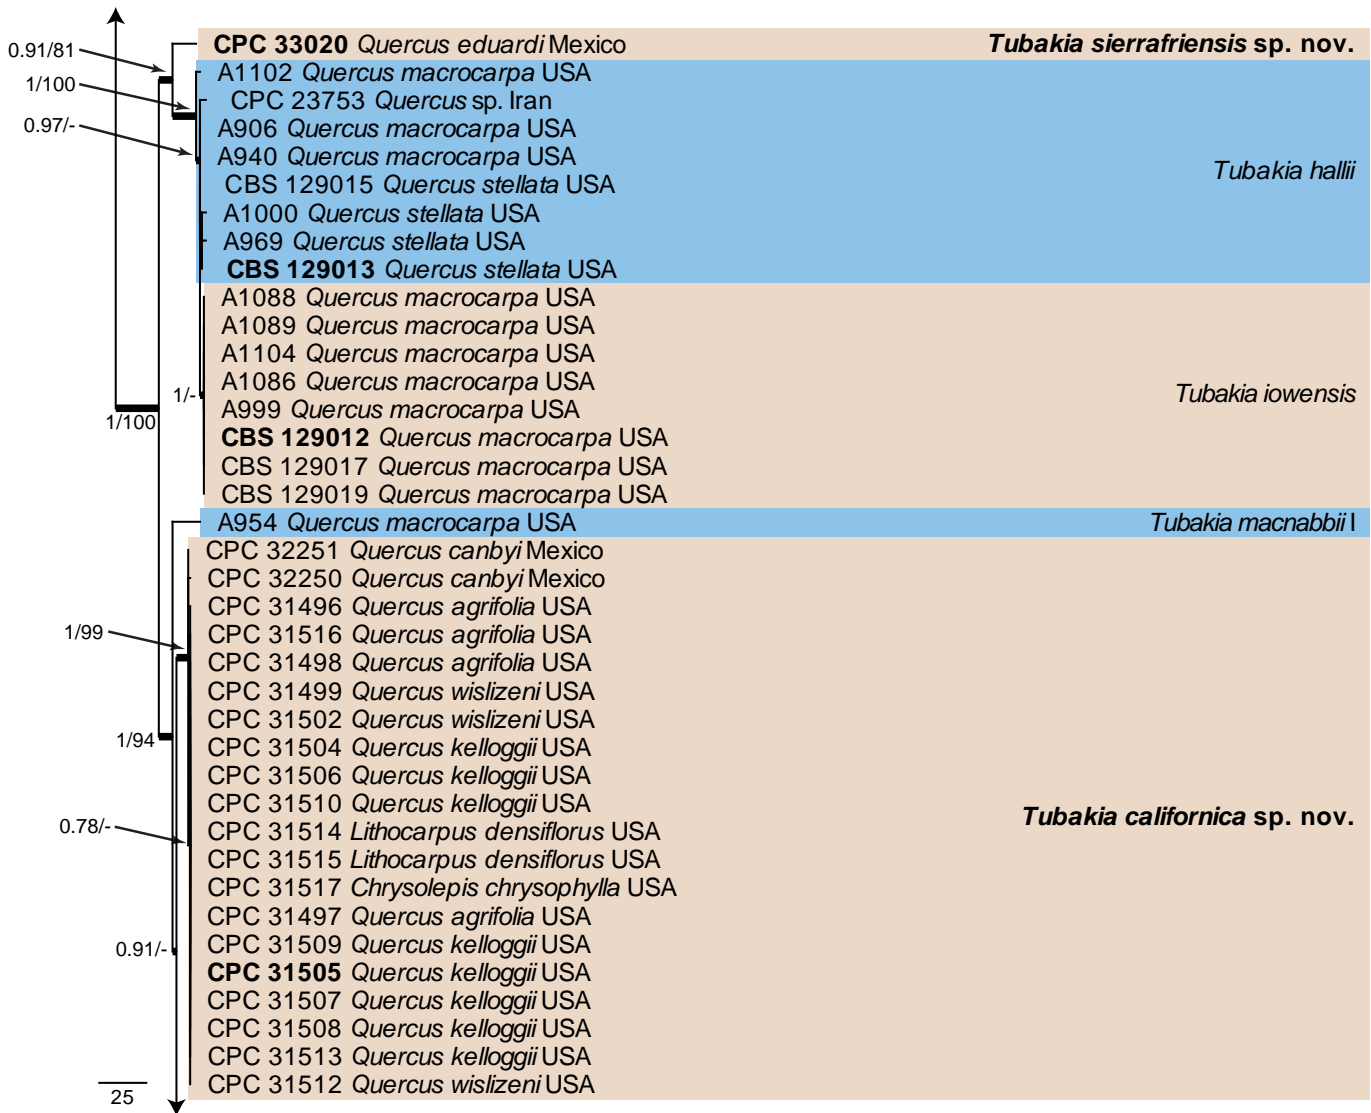 0.91/81
1/100
0.97/-
1/-
1/100
1/99
1/94
0.78/-
0.91/-
25
CPC 33020 Quercus eduardi Mexico Tubakia sierrafriensis sp. nov.
A1102 Quercus macrocarpa USA
CPC 23753 Quercus sp. Iran
A906 Quercus macrocarpa USA
A940 Quercus macrocarpa USA
Tubakia hallii
CBS 129015 Quercus stellata USA
A1000 Quercus stellata USA
A969 Quercus stellata USA
CBS 129013 Quercus stellata USA
A1088 Quercus macrocarpa USA
A1089 Quercus macrocarpa USA
A1104 Quercus macrocarpa USA
A1086 Quercus macrocarpa USA
Tubakia iowensis
A999 Quercus macrocarpa USA
CBS 129012 Quercus macrocarpa USA
CBS 129017 Quercus macrocarpa USA
CBS 129019 Quercus macrocarpa USA
A954 Quercus macrocarpa USA Tubakia macnabbii I
CPC 32251 Quercus canbyi Mexico
CPC 32250 Quercus canbyi Mexico
CPC 31496 Quercus agrifolia USA
CPC 31516 Quercus agrifolia USA
CPC 31498 Quercus agrifolia USA
CPC 31499 Quercus wislizeni USA
CPC 31502 Quercus wislizeni USA
CPC 31504 Quercus kelloggii USA
CPC 31506 Quercus kelloggii USA
CPC 31510 Quercus kelloggii USA
Tubakia californica sp. nov.
CPC 31514 Lithocarpus densiflorus USA
CPC 31515 Lithocarpus densiflorus USA
CPC 31517 Chrysolepis chrysophylla USA
CPC 31497 Quercus agrifolia USA
CPC 31509 Quercus kelloggii USA
CPC 31505 Quercus kelloggii USA
CPC 31507 Quercus kelloggii USA
CPC 31508 Quercus kelloggii USA
CPC 31513 Quercus kelloggii USA
CPC 31512 Quercus wislizeni USA